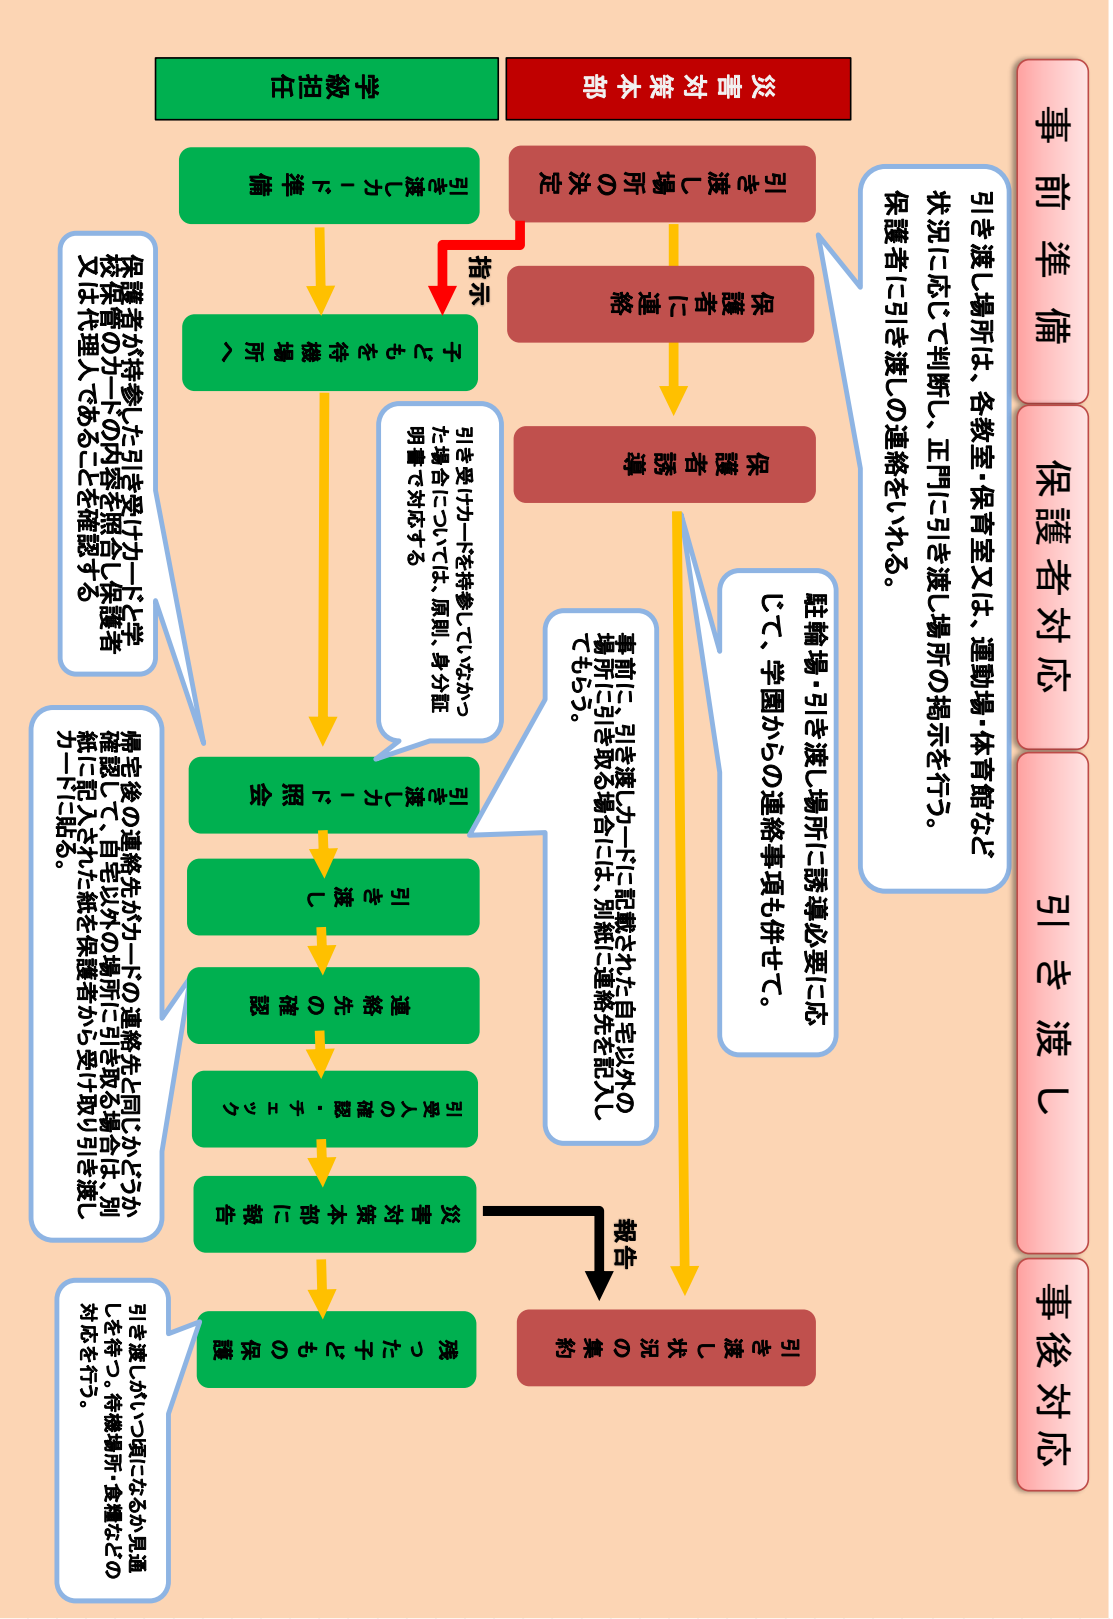 事前準備
保護者対応
引き渡し
事後対応
引き渡し場所は、各教室・保育室又は、運動場・体育館など
状況に応じて判断し、正門に引き渡し場所の掲示を行う。
保護者に引き渡しの連絡をいれる。
災害対策本部
引き渡し場所の決定
保護者に連絡
保護者誘導
駐輪場・引き渡し場所に誘導必要に応
じて、学園からの連絡事項も併せて。
引き渡し状況の集約
指示
報告
事前に、引き渡しカードに記載された自宅以外の
場所に引き取る場合には、別紙に連絡先を記入し
てもらう。
学級担任
引き渡しカード準備
子どもを待機場所へ
引き受けカードを持参していなかっ
た場合については、原則、身分証
明書で対応する
引き渡しカード照会
引き渡し
連絡先の確認
引受人の確認・チェック
災害対策本部に報告
残った子どもの保護
保護者が持参した引き受けカードと学
校保管のカードの内容を照合し保護者
又は代理人であることを確認する
帰宅後の連絡先がカードの連絡先と同じかどうか
確認して、自宅以外の場所に引き取る場合は、別
紙に記入された紙を保護者から受け取り引き渡し
カードに貼る。
引き渡しがいつ頃になるか見通
しを待つ。待機場所・食糧などの
対応を行う。